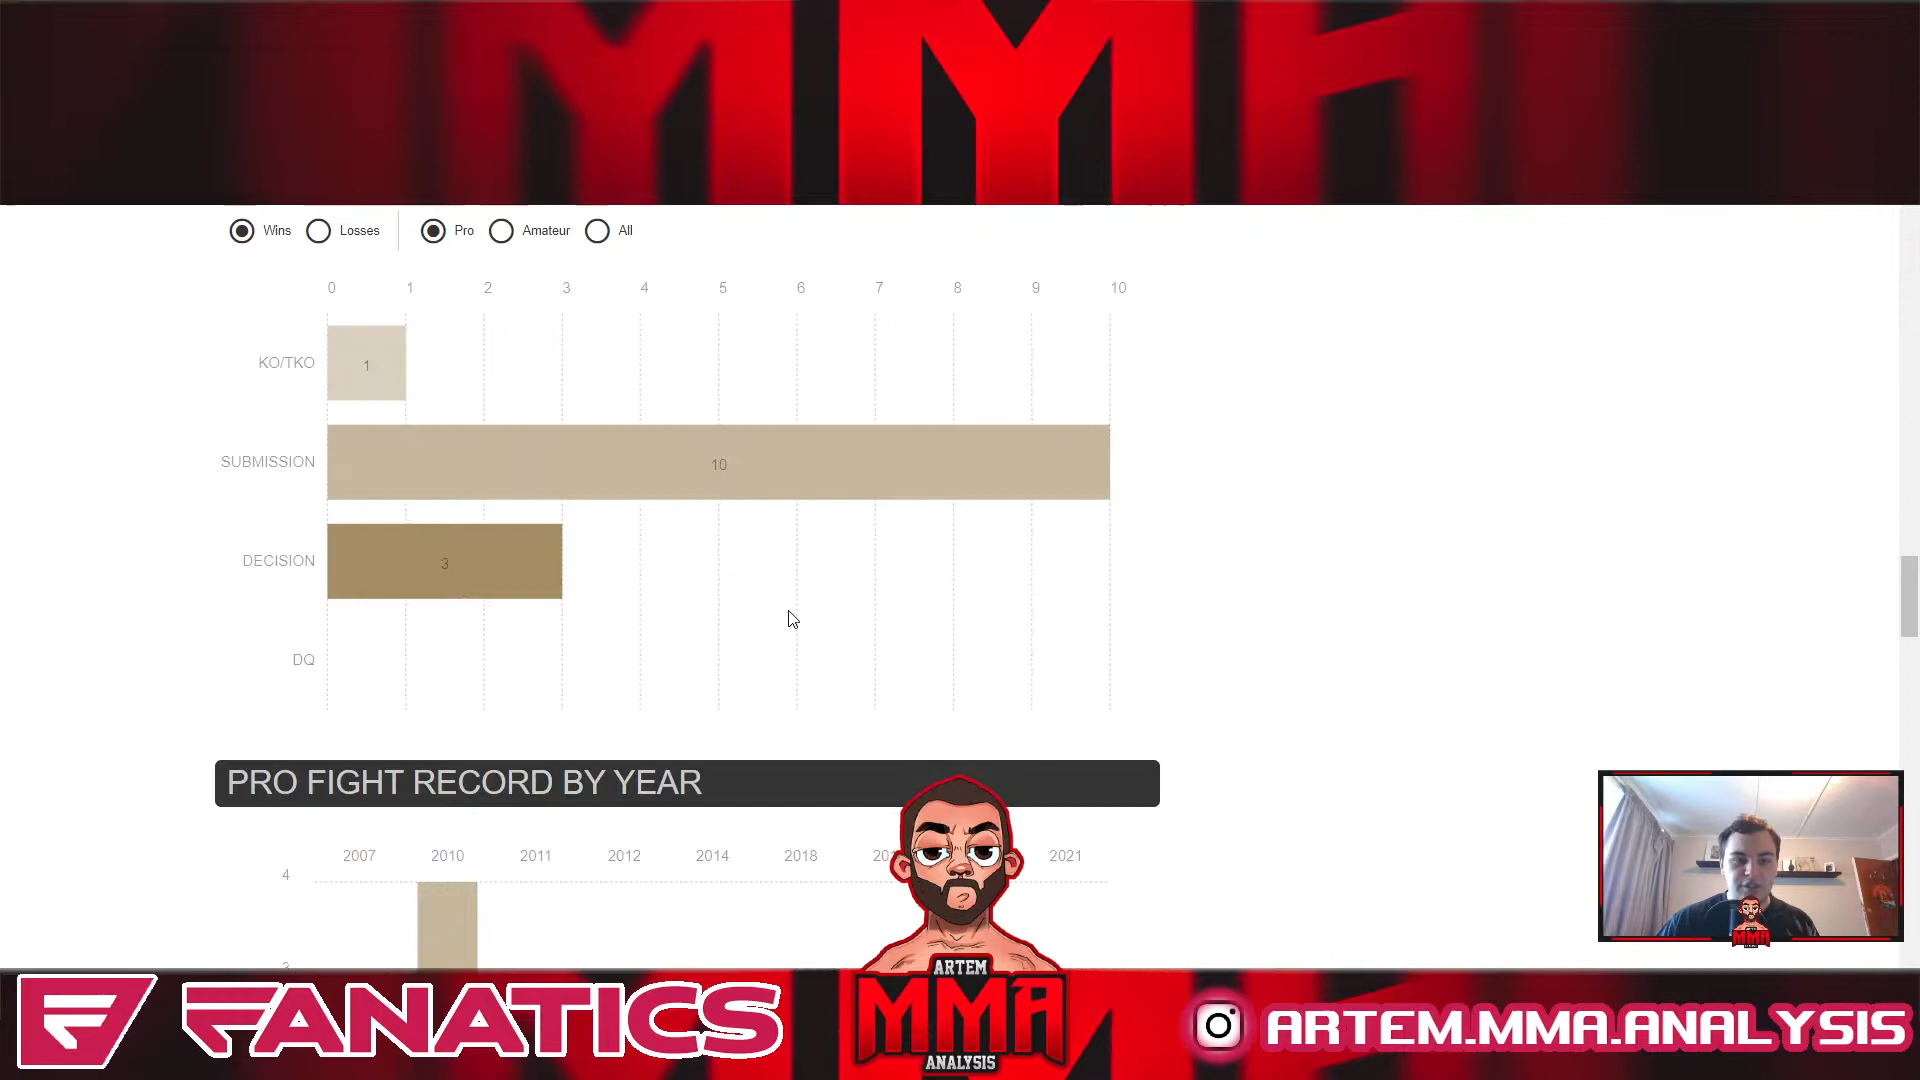 MMA
Wins Losses Pro Amateur All
0 1 2 3 4 5 6 7 8 9 10
KO/TKO 1
SUBMISSION 10
DECISION 3
DQ
PRO FIGHT RECORD BY YEAR
2007 2010 2011 2012 2014 2018 2021
4
3
ARTEM
MMA
ANALYSIS
FANATICS
ARTEM.MMA.ANALYSIS
MMA